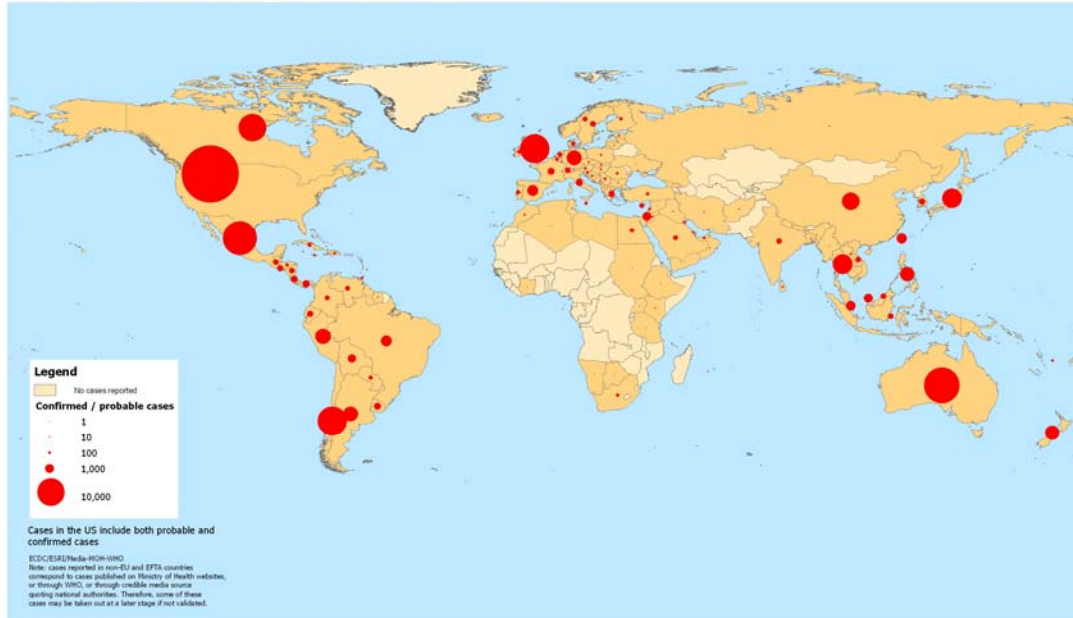 Legend
No cases reported
Confirmed / probable cases
1
10
100
1,000
10,000
Cases in the US include both probable and
confirmed cases
ECDC/ESRI/Media-MOH-WHO
Note: cases reported in non-EU and EFTA countries
correspond to cases published on Ministry of Health websites,
or through WHO, or through credible media source
quoting national authorities. Therefore, some of these
cases may be taken out at a later stage if not validated.